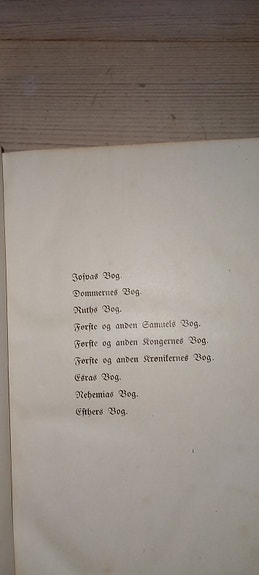 Josvas Bog.
Dommernes Bog.
Ruths Bog.
Første og anden Samuels Bog.
Første og anden Kongernes Bog.
Første og anden Krønikernes Bog.
Esras Bog.
Nehemias Bog.
Esthers Bog.